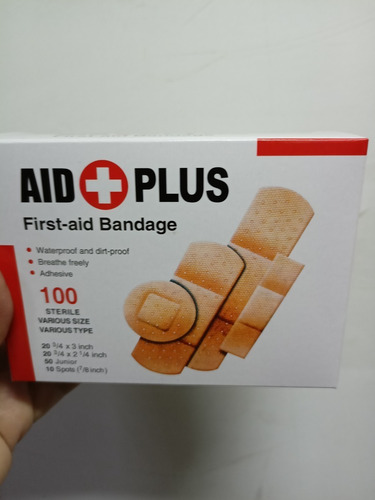 AID PLUS
First-aid Bandage
• Waterproof and dirt-proof
• Breathe freely
• Adhesive
100
STERILE
VARIOUS SIZE
VARIOUS TYPE
20 3/4 x 3 inch
20 3/4 x 2 1/4 inch
50 Junior
10 Spots (7/8 inch)